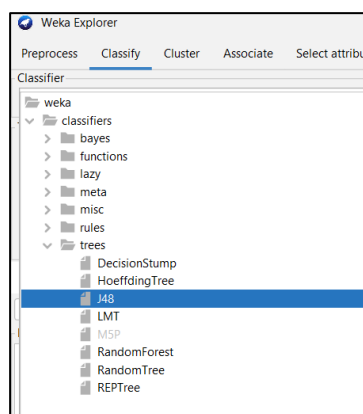 Weka Explorer
Preprocess Classify Cluster Associate Select attribu
Classifier
weka
classifiers
bayes
functions
lazy
meta
misc
rules
trees
DecisionStump
HoeffdingTree
J48
LMT
M5P
RandomForest
RandomTree
REPTree